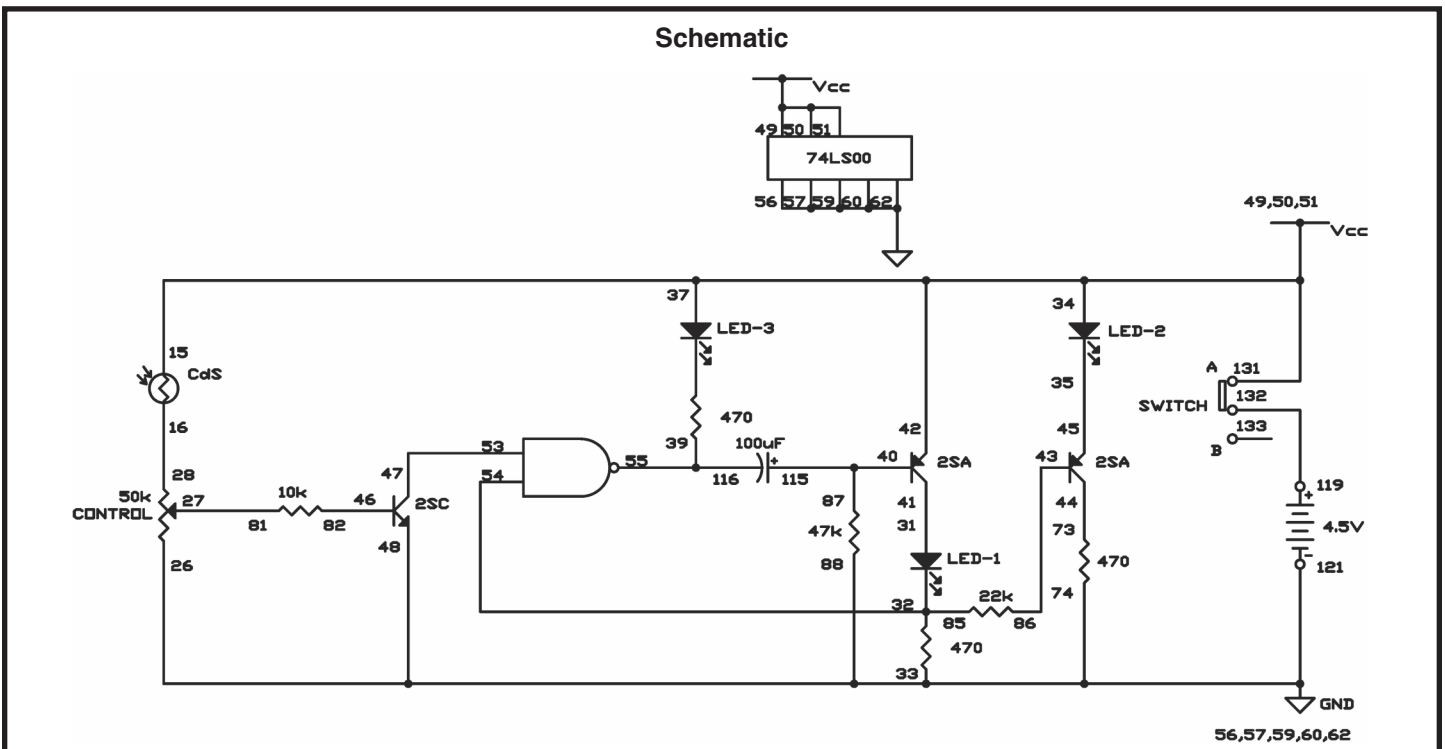 Schematic
Vcc
49 50 51
74LS00
56 57 59 60 62
49,50,51
Vcc
37
LED-3
34
LED-2
15
CdS
16
A 131
35
132
SWITCH
133
B
470
39
42
45
28
50k
27
CONTROL
10k
47
53
54
55
100uF
+
116
115
40
2SA
43
2SA
46
2SC
81
82
48
87
47k
88
41
31
44
73
119
+
4.5V
-
121
26
LED-1
470
74
32
22k
85
86
470
33
GND
56,57,59,60,62